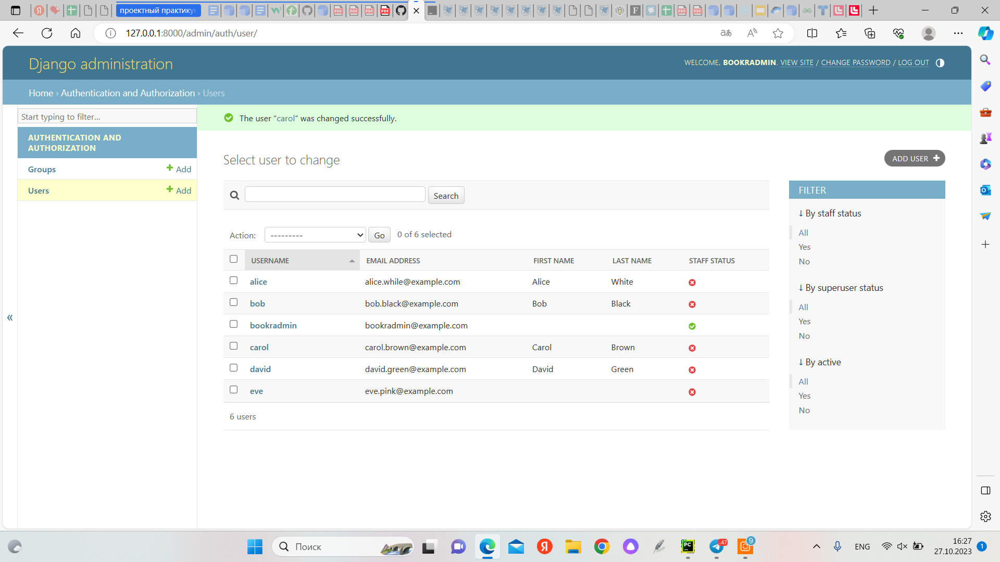 проектный практикум
127.0.0.1:8000/admin/auth/user/
Django administration
WELCOME, BOOKRADMIN. VIEW SITE / CHANGE PASSWORD / LOG OUT
Home › Authentication and Authorization › Users
Start typing to filter...
AUTHENTICATION AND
AUTHORIZATION
Groups + Add
Users + Add
«
The user “carol” was changed successfully.
Select user to change
ADD USER +
Search
Action: --------- Go 0 of 6 selected
USERNAME EMAIL ADDRESS FIRST NAME LAST NAME STAFF STATUS
alice alice.while@example.com Alice White
bob bob.black@example.com Bob Black
bookradmin bookradmin@example.com
carol carol.brown@example.com Carol Brown
david david.green@example.com David Green
eve eve.pink@example.com
6 users
FILTER
↓ By staff status
All
Yes
No
↓ By superuser status
All
Yes
No
↓ By active
All
Yes
No
Поиск
ENG
16:27
27.10.2023
1